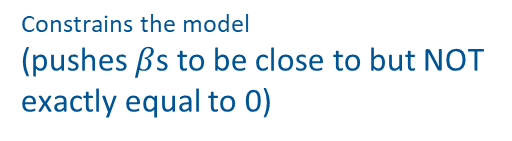 Constrains the model
(pushes βs to be close to but NOT
exactly equal to 0)